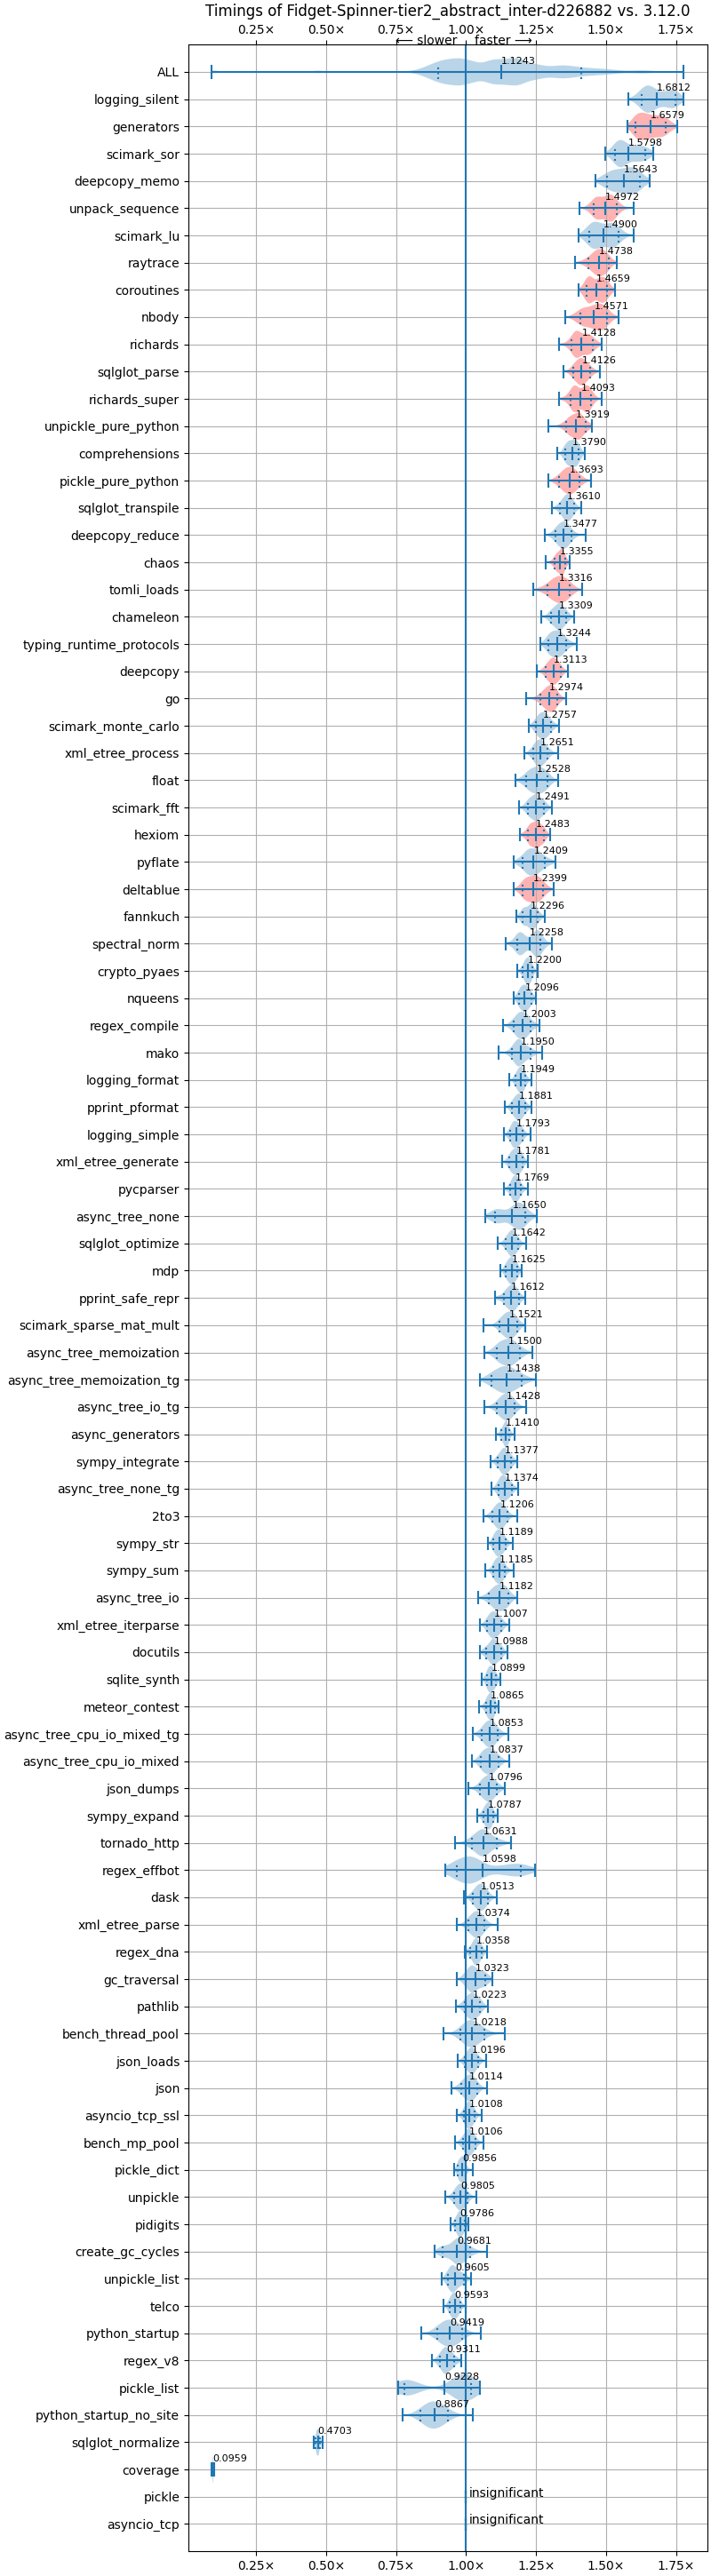 Timings of Fidget-Spinner-tier2_abstract_inter-d226882 vs. 3.12.0
0.25× 0.50× 0.75× 1.00× 1.25× 1.50× 1.75×
⟵ slower faster ⟶
ALL 1.1243
logging_silent 1.6812
generators 1.6579
scimark_sor 1.5798
deepcopy_memo 1.5643
unpack_sequence 1.4972
scimark_lu 1.4900
raytrace 1.4738
coroutines 1.4659
nbody 1.4571
richards 1.4128
sqlglot_parse 1.4126
richards_super 1.4093
unpickle_pure_python 1.3919
comprehensions 1.3790
pickle_pure_python 1.3693
sqlglot_transpile 1.3610
deepcopy_reduce 1.3477
chaos 1.3355
tomli_loads 1.3316
chameleon 1.3309
typing_runtime_protocols 1.3244
deepcopy 1.3113
go 1.2974
scimark_monte_carlo 1.2757
xml_etree_process 1.2651
float 1.2528
scimark_fft 1.2491
hexiom 1.2483
pyflate 1.2409
deltablue 1.2399
fannkuch 1.2296
spectral_norm 1.2258
crypto_pyaes 1.2200
nqueens 1.2096
regex_compile 1.2003
mako 1.1950
logging_format 1.1949
pprint_pformat 1.1881
logging_simple 1.1793
xml_etree_generate 1.1781
pycparser 1.1769
async_tree_none 1.1650
sqlglot_optimize 1.1642
mdp 1.1625
pprint_safe_repr 1.1612
scimark_sparse_mat_mult 1.1521
async_tree_memoization 1.1500
async_tree_memoization_tg 1.1438
async_tree_io_tg 1.1428
async_generators 1.1410
sympy_integrate 1.1377
async_tree_none_tg 1.1374
2to3 1.1206
sympy_str 1.1189
sympy_sum 1.1185
async_tree_io 1.1182
xml_etree_iterparse 1.1007
docutils 1.0988
sqlite_synth 1.0899
meteor_contest 1.0865
async_tree_cpu_io_mixed_tg 1.0853
async_tree_cpu_io_mixed 1.0837
json_dumps 1.0796
sympy_expand 1.0787
tornado_http 1.0631
regex_effbot 1.0598
dask 1.0513
xml_etree_parse 1.0374
regex_dna 1.0358
gc_traversal 1.0323
pathlib 1.0223
bench_thread_pool 1.0218
json_loads 1.0196
json 1.0114
asyncio_tcp_ssl 1.0108
bench_mp_pool 1.0106
pickle_dict 0.9856
unpickle 0.9805
pidigits 0.9786
create_gc_cycles 0.9681
unpickle_list 0.9605
telco 0.9593
python_startup 0.9419
regex_v8 0.9311
pickle_list 0.9228
python_startup_no_site 0.8867
sqlglot_normalize 0.4703
coverage 0.0959
pickle insignificant
asyncio_tcp insignificant
0.25× 0.50× 0.75× 1.00× 1.25× 1.50× 1.75×